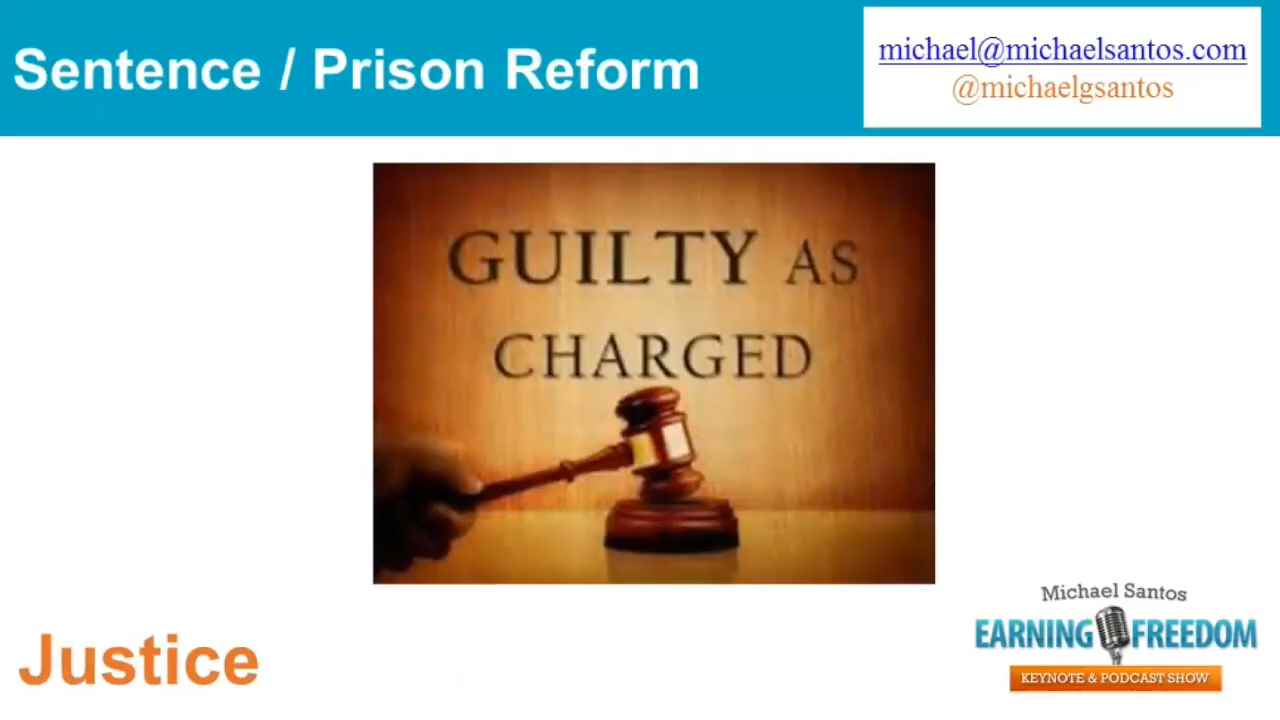 Sentence / Prison Reform
michael@michaelsantos.com
@michaelgsantos
GUILTY AS
CHARGED
Justice
Michael Santos
EARNING FREEDOM
KEYNOTE & PODCAST SHOW